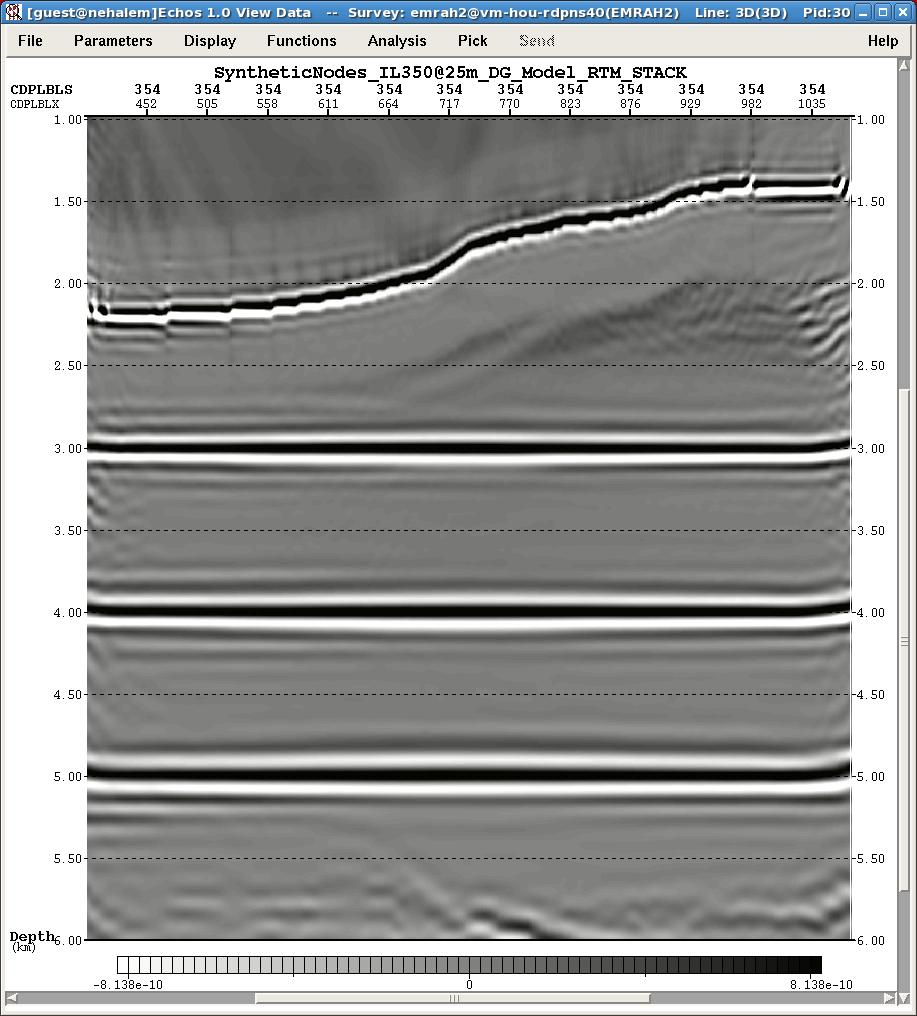 [guest@nehalem]Echos 1.0 View Data -- Survey: emrah2@vm-hou-rdpns40(EMRAH2) Line: 3D(3D) Pid:30
File Parameters Display Functions Analysis Pick Send Help
SyntheticNodes_IL350@25m_DG_Model_RTM_STACK
CDPLBLS 354 354 354 354 354 354 354 354 354 354 354 354
CDPLBLX 452 505 558 611 664 717 770 823 876 929 982 1035
1.00 1.00
1.50 1.50
2.00 2.00
2.50 2.50
3.00 3.00
3.50 3.50
4.00 4.00
4.50 4.50
5.00 5.00
5.50 5.50
Depth 6.00 6.00
(km)
-8.138e-10 0 8.138e-10